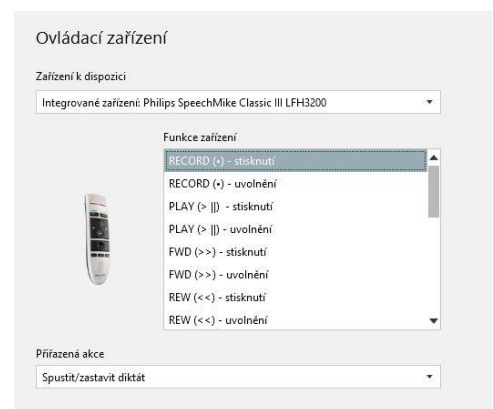 Ovládací zařízení
Zařízení k dispozici
Integrované zařízení: Philips SpeechMike Classic III LFH3200
Funkce zařízení
RECORD (•) - stisknutí
RECORD (•) - uvolnění
PLAY (> ||) - stisknutí
PLAY (> ||) - uvolnění
FWD (>>) - stisknutí
FWD (>>) - uvolnění
REW (<<) - stisknutí
REW (<<) - uvolnění
Přiřazená akce
Spustit/zastavit diktát